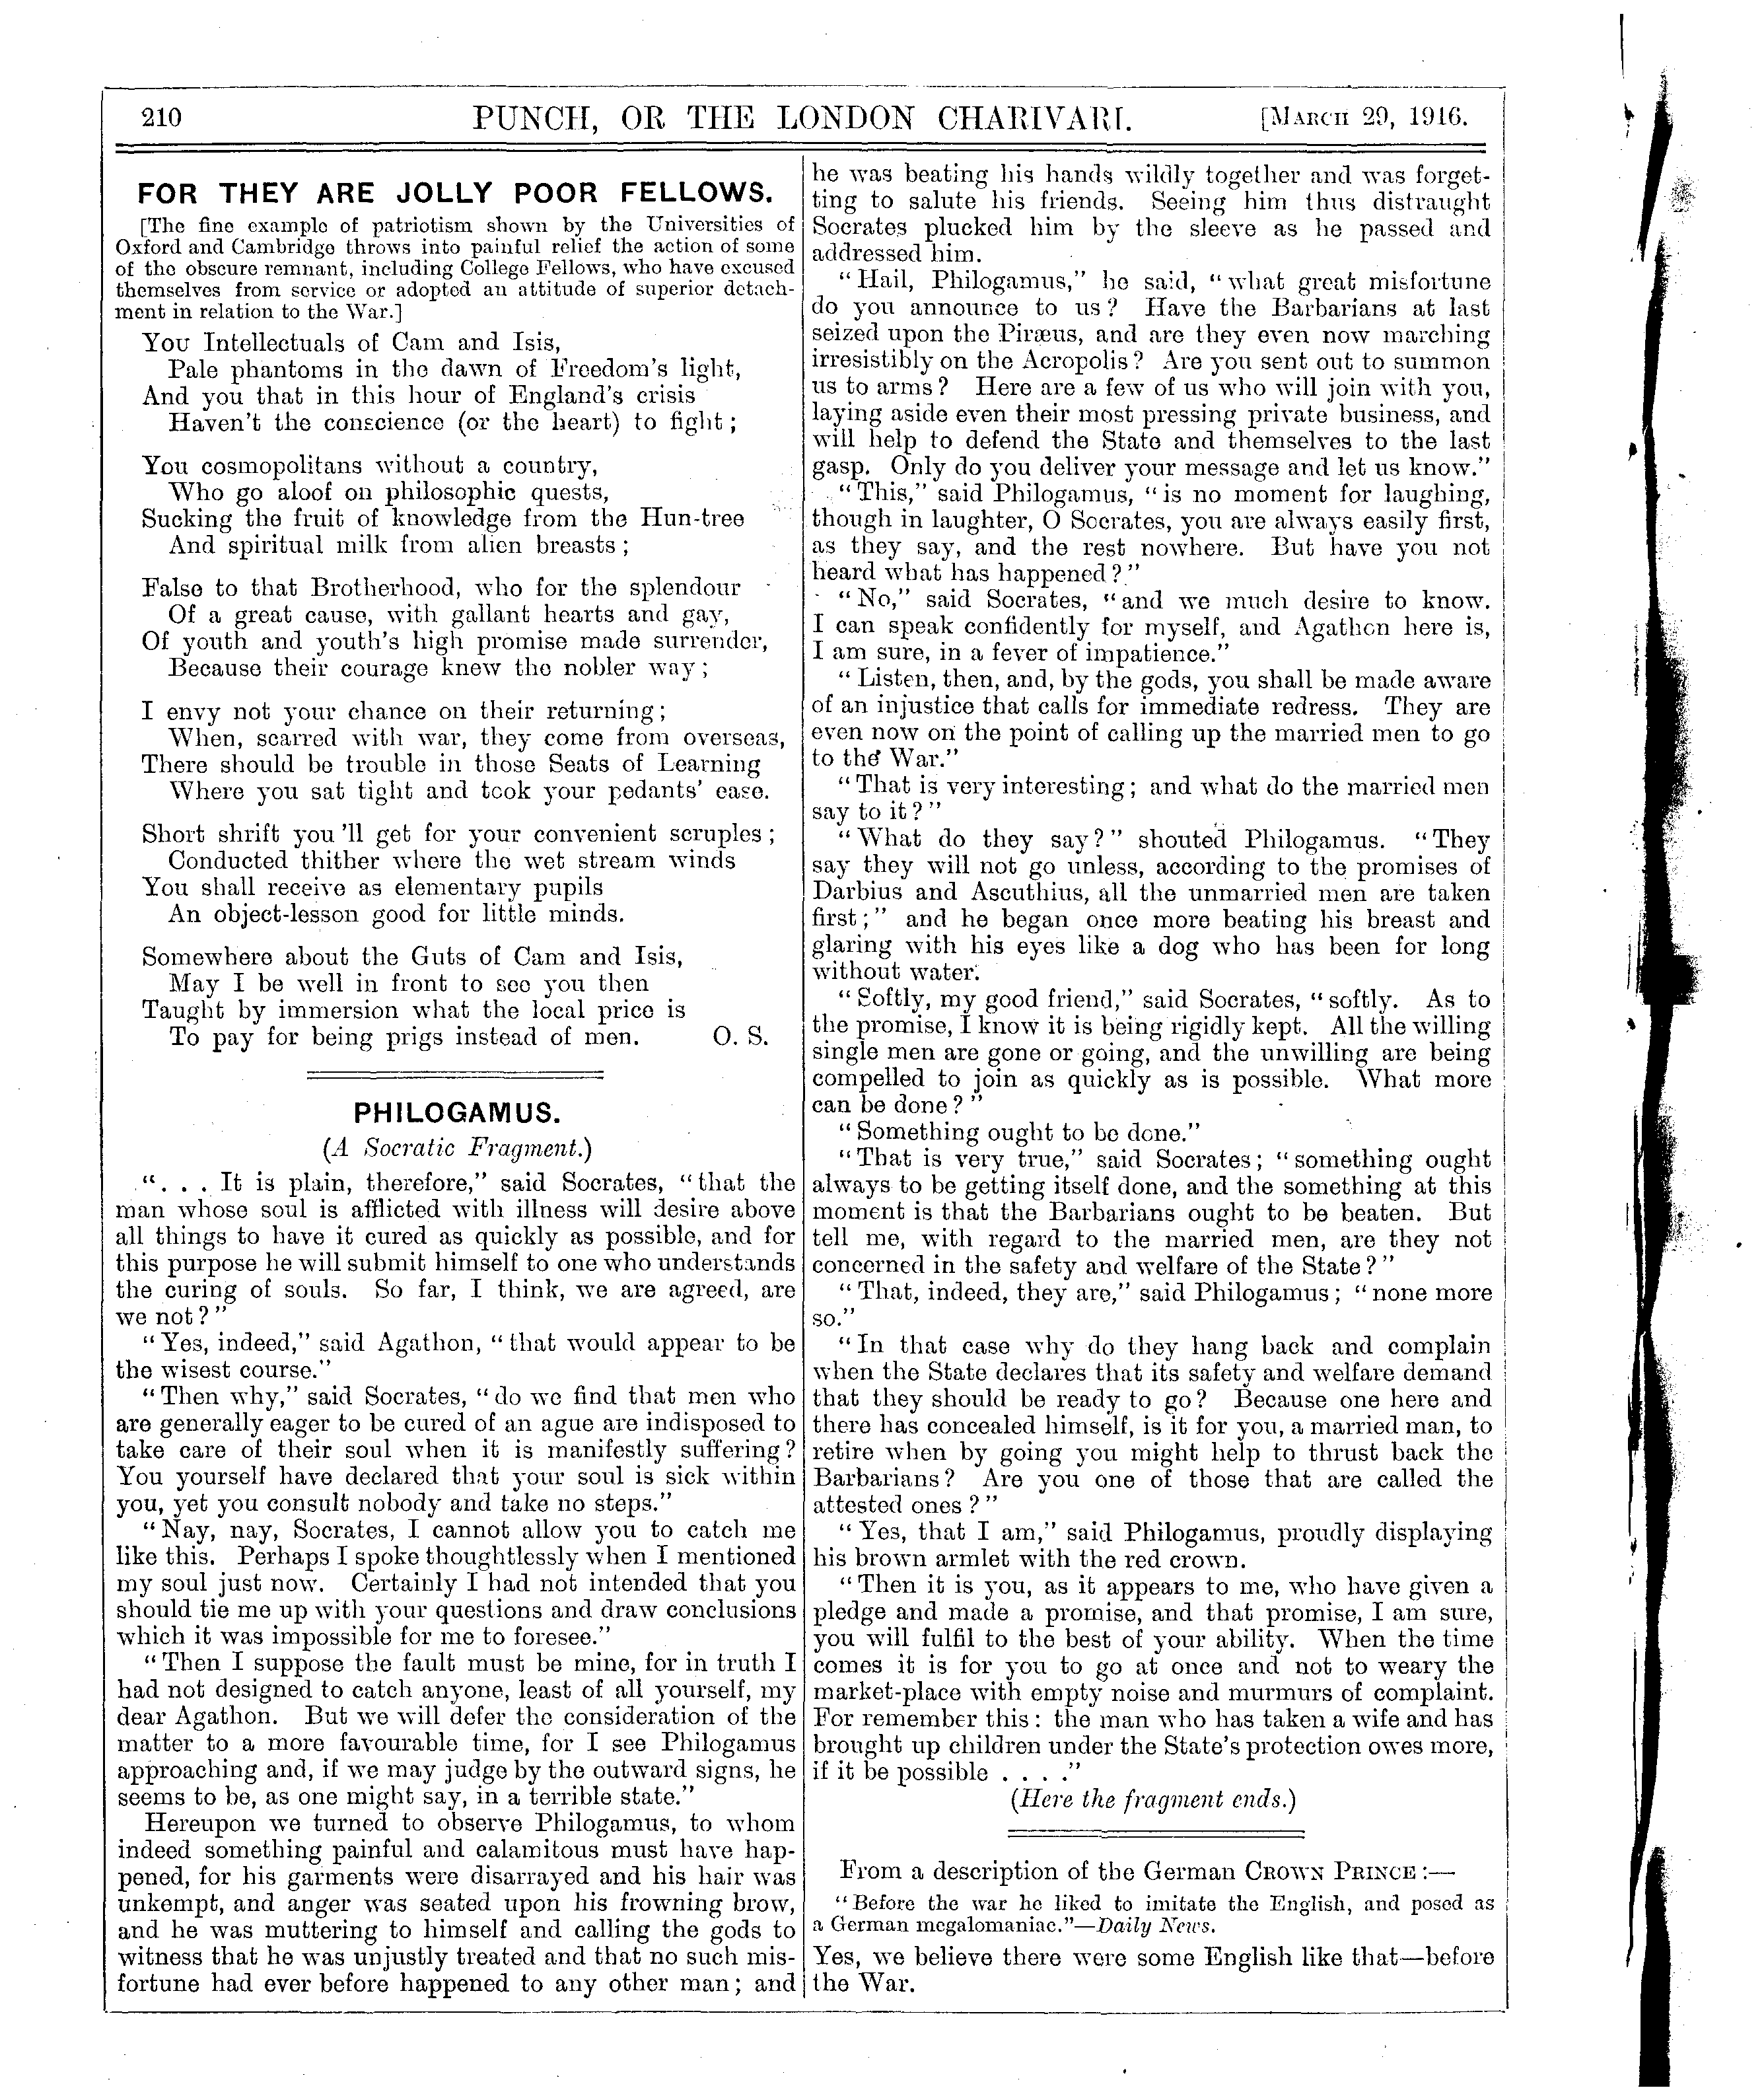 210 PUNCH, OR THE LONDON CHARIVARI. [MARCH 29, 1916.
FOR THEY ARE JOLLY POOR FELLOWS.
[The fine example of patriotism shown by the Universities of
Oxford and Cambridge throws into painful relief the action of some
of the obscure remnant, including College Fellows, who have excused
themselves from service or adopted an attitude of superior detach-
ment in relation to the War.]
YOU Intellectuals of Cam and Isis,
Pale phantoms in the dawn of Freedom's light,
And you that in this hour of England's crisis
Haven't the conscience (or the heart) to fight;
You cosmopolitans without a country,
Who go aloof on philosophic quests,
Sucking the fruit of knowledge from the Hun-tree
And spiritual milk from alien breasts;
False to that Brotherhood, who for the splendour
Of a great cause, with gallant hearts and gay,
Of youth and youth's high promise made surrender,
Because their courage knew the nobler way;
I envy not your chance on their returning;
When, scarred with war, they come from overseas,
There should be trouble in those Seats of Learning
Where you sat tight and took your pedants' ease.
Short shrift you'll get for your convenient scruples;
Conducted thither where the wet stream winds
You shall receive as elementary pupils
An object-lesson good for little minds.
Somewhere about the Guts of Cam and Isis,
May I be well in front to see you then
Taught by immersion what the local price is
To pay for being prigs instead of men. O. S.
PHILOGAMUS.
(A Socratic Fragment.)
". . . It is plain, therefore," said Socrates, "that the
man whose soul is afflicted with illness will desire above
all things to have it cured as quickly as possible, and for
this purpose he will submit himself to one who understands
the curing of souls. So far, I think, we are agreed, are
we not?"
"Yes, indeed," said Agathon, "that would appear to be
the wisest course."
"Then why," said Socrates, "do we find that men who
are generally eager to be cured of an ague are indisposed to
take care of their soul when it is manifestly suffering?
You yourself have declared that your soul is sick within
you, yet you consult nobody and take no steps."
"Nay, nay, Socrates, I cannot allow you to catch me
like this. Perhaps I spoke thoughtlessly when I mentioned
my soul just now. Certainly I had not intended that you
should tie me up with your questions and draw conclusions
which it was impossible for me to foresee."
"Then I suppose the fault must be mine, for in truth I
had not designed to catch anyone, least of all yourself, my
dear Agathon. But we will defer the consideration of the
matter to a more favourable time, for I see Philogamus
approaching and, if we may judge by the outward signs, he
seems to be, as one might say, in a terrible state."
Hereupon we turned to observe Philogamus, to whom
indeed something painful and calamitous must have hap-
pened, for his garments were disarrayed and his hair was
unkempt, and anger was seated upon his frowning brow,
and he was muttering to himself and calling the gods to
witness that he was unjustly treated and that no such mis-
fortune had ever before happened to any other man; and
he was beating his hands wildly together and was forget-
ting to salute his friends. Seeing him thus distraught
Socrates plucked him by the sleeve as he passed and
addressed him.
"Hail, Philogamus," he said, "what great misfortune
do you announce to us? Have the Barbarians at last
seized upon the Piræus, and are they even now marching
irresistibly on the Acropolis? Are you sent out to summon
us to arms? Here are a few of us who will join with you,
laying aside even their most pressing private business, and
will help to defend the State and themselves to the last
gasp. Only do you deliver your message and let us know."
"This," said Philogamus, "is no moment for laughing,
though in laughter, O Socrates, you are always easily first,
as they say, and the rest nowhere. But have you not
heard what has happened?"
"No," said Socrates, "and we much desire to know.
I can speak confidently for myself, and Agathon here is,
I am sure, in a fever of impatience."
"Listen, then, and, by the gods, you shall be made aware
of an injustice that calls for immediate redress. They are
even now on the point of calling up the married men to go
to the War."
"That is very interesting; and what do the married men
say to it?"
"What do they say?" shouted Philogamus. "They
say they will not go unless, according to the promises of
Darbius and Ascuthius, all the unmarried men are taken
first;" and he began once more beating his breast and
glaring with his eyes like a dog who has been for long
without water.
"Softly, my good friend," said Socrates, "softly. As to
the promise, I know it is being rigidly kept. All the willing
single men are gone or going, and the unwilling are being
compelled to join as quickly as is possible. What more
can be done?"
"Something ought to be done."
"That is very true," said Socrates; "something ought
always to be getting itself done, and the something at this
moment is that the Barbarians ought to be beaten. But
tell me, with regard to the married men, are they not
concerned in the safety and welfare of the State?"
"That, indeed, they are," said Philogamus; "none more
so."
"In that case why do they hang back and complain
when the State declares that its safety and welfare demand
that they should be ready to go? Because one here and
there has concealed himself, is it for you, a married man, to
retire when by going you might help to thrust back the
Barbarians? Are you one of those that are called the
attested ones?"
"Yes, that I am," said Philogamus, proudly displaying
his brown armlet with the red crown.
"Then it is you, as it appears to me, who have given a
pledge and made a promise, and that promise, I am sure,
you will fulfil to the best of your ability. When the time
comes it is for you to go at once and not to weary the
market-place with empty noise and murmurs of complaint.
For remember this: the man who has taken a wife and has
brought up children under the State's protection owes more,
if it be possible . . . ."
(Here the fragment ends.)
From a description of the German CROWN PRINCE:—
"Before the war he liked to imitate the English, and posed as
a German megalomaniac."—Daily News.
Yes, we believe there were some English like that—before
the War.